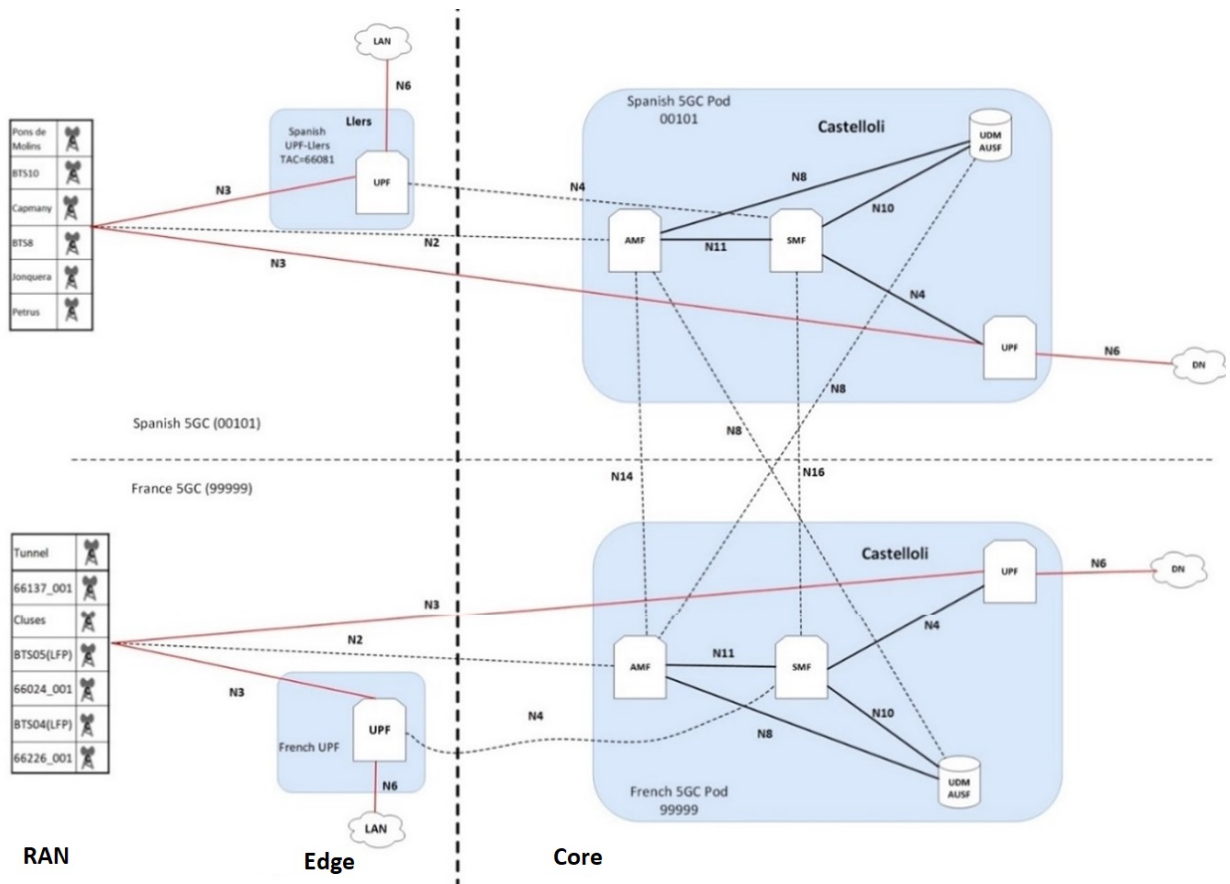 LAN
N6
Llers
Spanish
UPF-Llers
TAC=66081
UPF
Pons de
Molins
BTS10
Capmany
BTS8
Jonquera
Petrus
N3
N2
N3
N4
Spanish 5GC Pod
00101
Castelloli
UDM
AUSF
N8
N10
AMF
N11
SMF
N4
UPF
N6
DN
N8
N8
Spanish 5GC (00101)
N14
N16
France 5GC (99999)
Tunnel
66137_001
Cluses
BTS05(LFP)
66024_001
BTS04(LFP)
66226_001
N3
N2
N3
French UPF
UPF
N6
LAN
N4
Castelloli
UPF
N6
DN
N4
AMF
N11
SMF
N10
N8
UDM
AUSF
French 5GC Pod
99999
RAN
Edge
Core